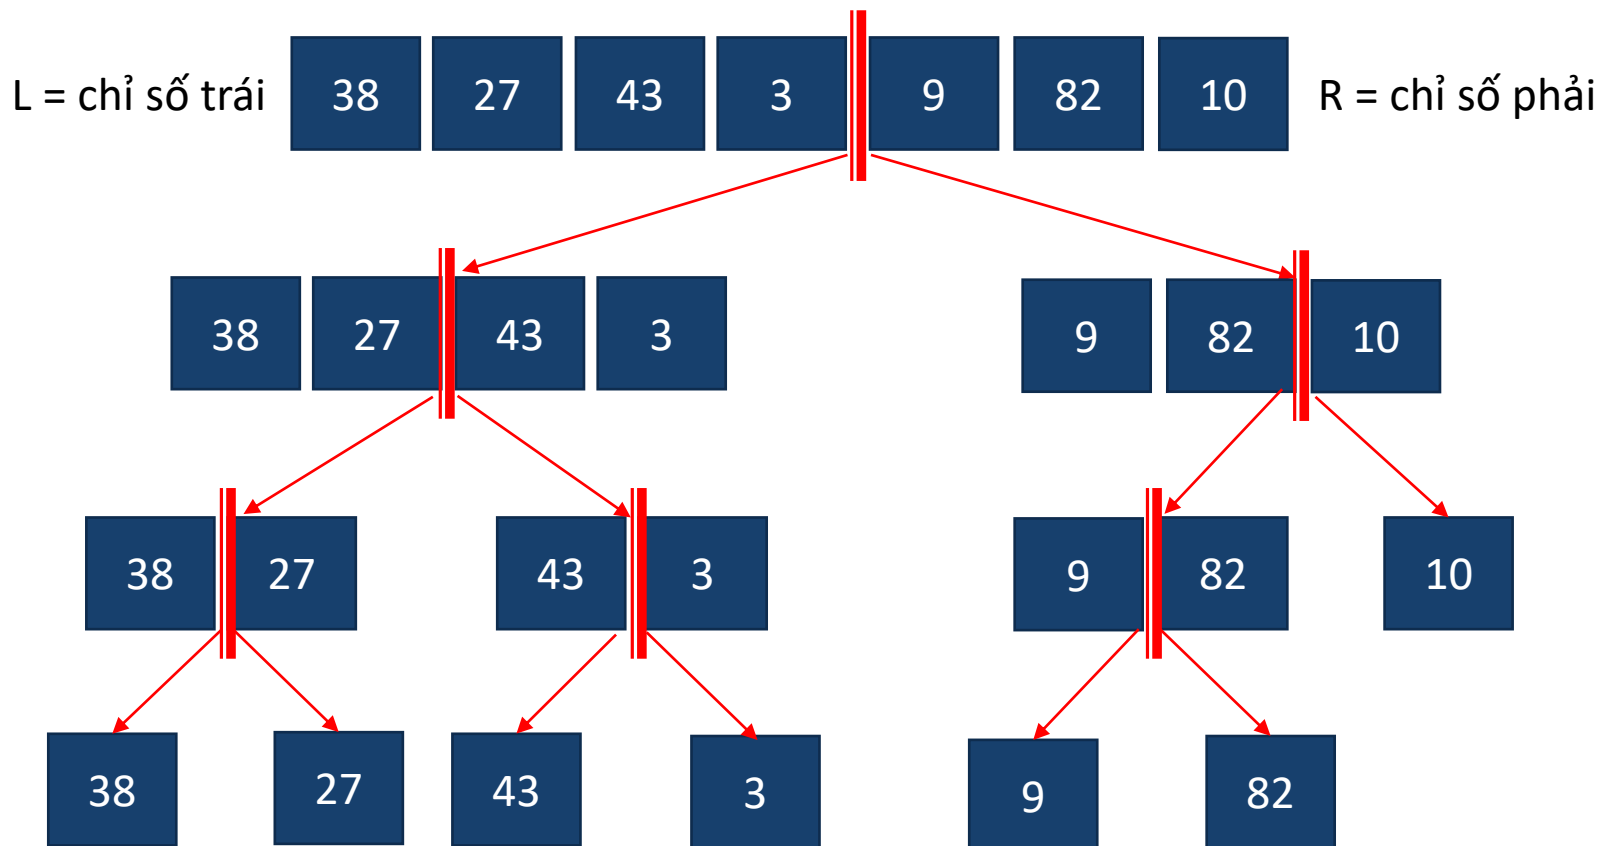 L = chỉ số trái 38 27 43 3 9 82 10 R = chỉ số phải
38 27 43 3 9 82 10
38 27 43 3 9 82 10
38 27 43 3 9 82